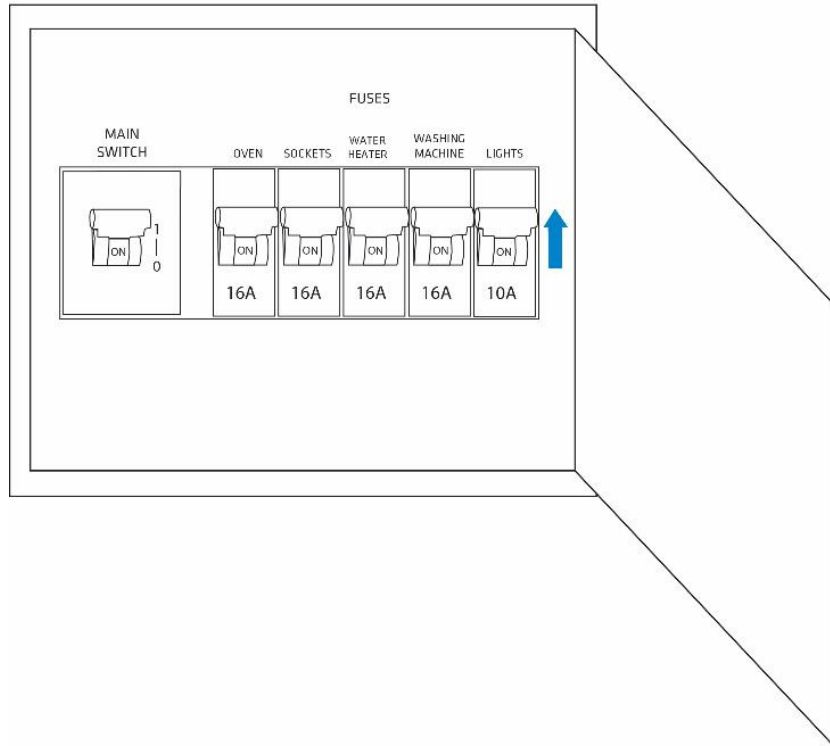 FUSES
MAIN
SWITCH
OVEN
SOCKETS
WATER
HEATER
WASHING
MACHINE
LIGHTS
ON
1
0
ON
ON
ON
ON
ON
16A
16A
16A
16A
10A